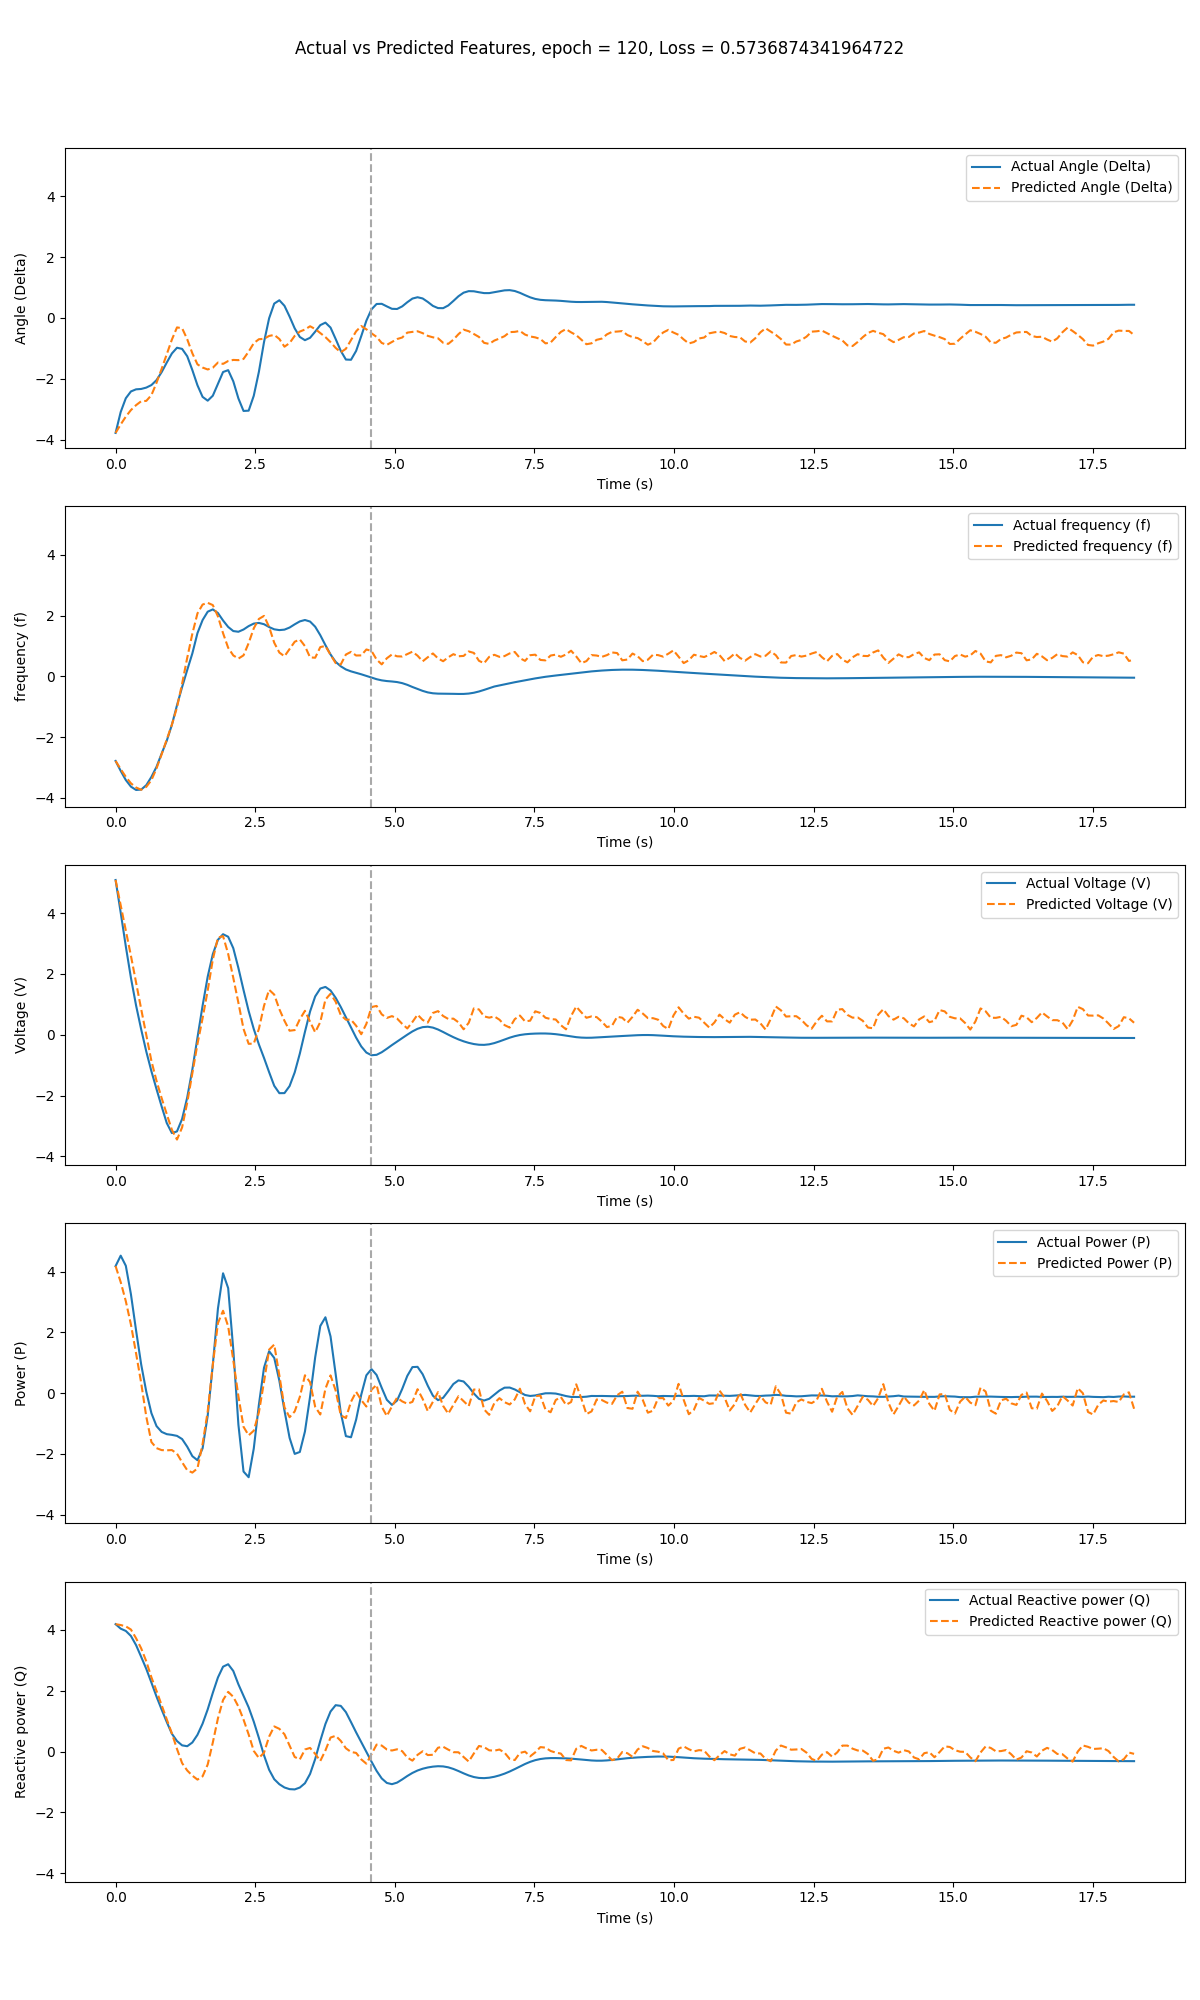 Actual vs Predicted Features, epoch = 120, Loss = 0.5736874341964722
Actual Angle (Delta)
Predicted Angle (Delta)
Angle (Delta)
4
2
0
−2
−4
0.0 2.5 5.0 7.5 10.0 12.5 15.0 17.5
Time (s)
Actual frequency (f)
Predicted frequency (f)
frequency (f)
4
2
0
−2
−4
0.0 2.5 5.0 7.5 10.0 12.5 15.0 17.5
Time (s)
Actual Voltage (V)
Predicted Voltage (V)
Voltage (V)
4
2
0
−2
−4
0.0 2.5 5.0 7.5 10.0 12.5 15.0 17.5
Time (s)
Actual Power (P)
Predicted Power (P)
Power (P)
4
2
0
−2
−4
0.0 2.5 5.0 7.5 10.0 12.5 15.0 17.5
Time (s)
Actual Reactive power (Q)
Predicted Reactive power (Q)
Reactive power (Q)
4
2
0
−2
−4
0.0 2.5 5.0 7.5 10.0 12.5 15.0 17.5
Time (s)